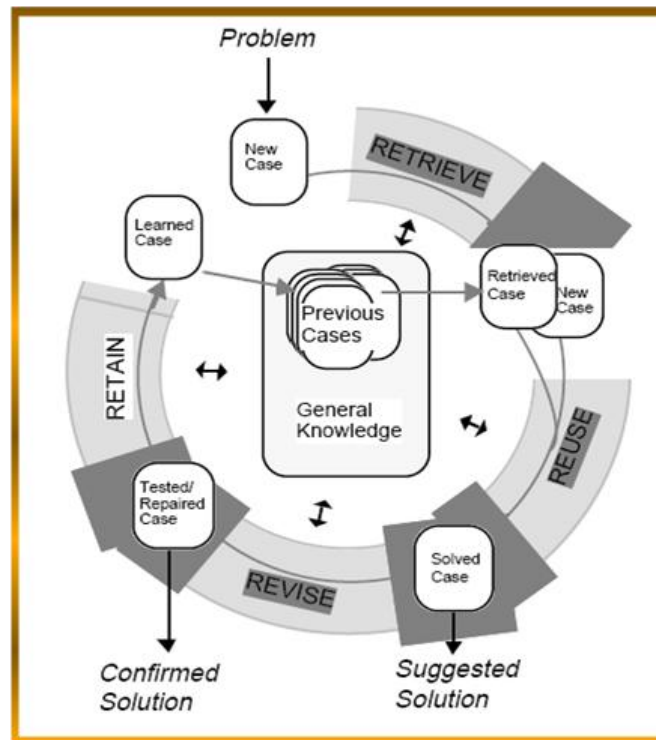 Problem
New
Case
RETRIEVE
Learned
Case
Retrieved
Case
New
Case
Previous
Cases
General
Knowledge
RETAIN
REUSE
Tested/
Repaired
Case
Solved
Case
REVISE
Confirmed
Solution
Suggested
Solution